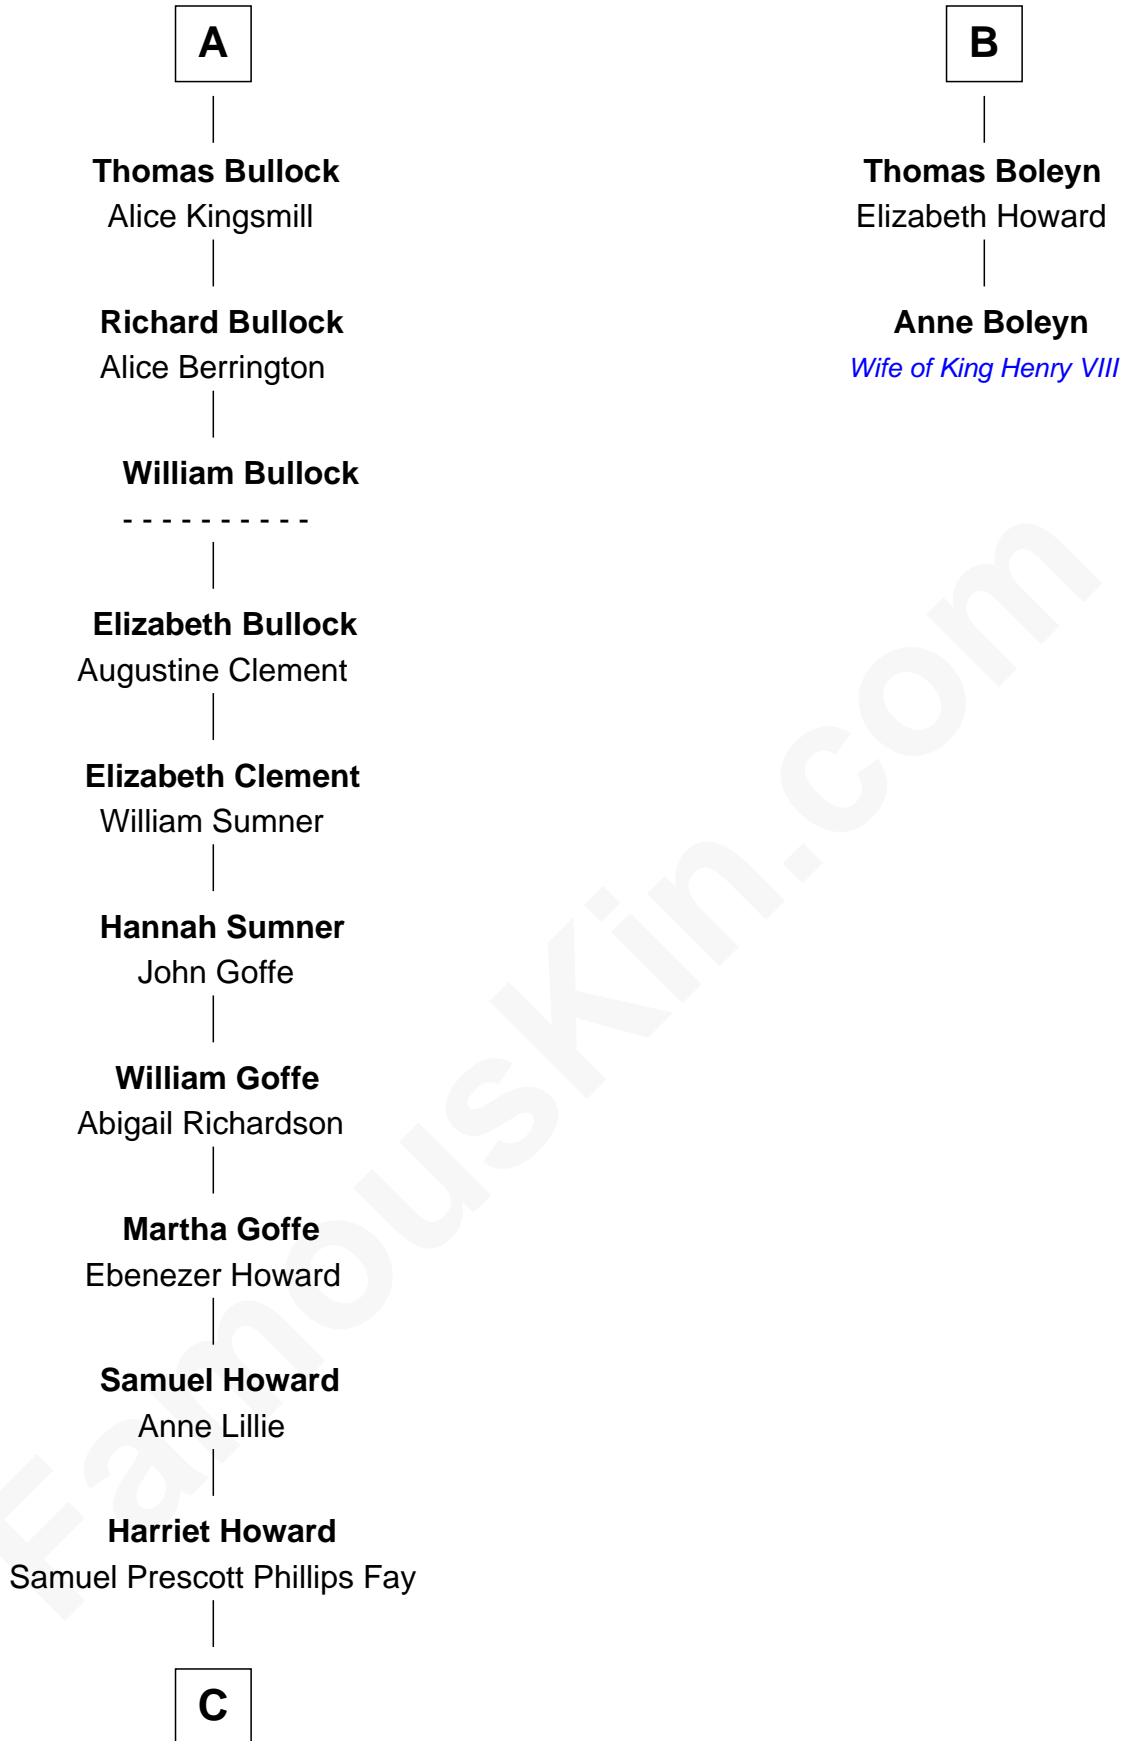 A
Thomas Bullock
Alice Kingsmill
Richard Bullock
Alice Berrington
William Bullock
- - - - - - - - - -
Elizabeth Bullock
Augustine Clement
Elizabeth Clement
William Sumner
Hannah Sumner
John Goffe
William Goffe
Abigail Richardson
Martha Goffe
Ebenezer Howard
Samuel Howard
Anne Lillie
Harriet Howard
Samuel Prescott Phillips Fay
C
B
Thomas Boleyn
Elizabeth Howard
Anne Boleyn
Wife of King Henry VIII
FamousKin.com